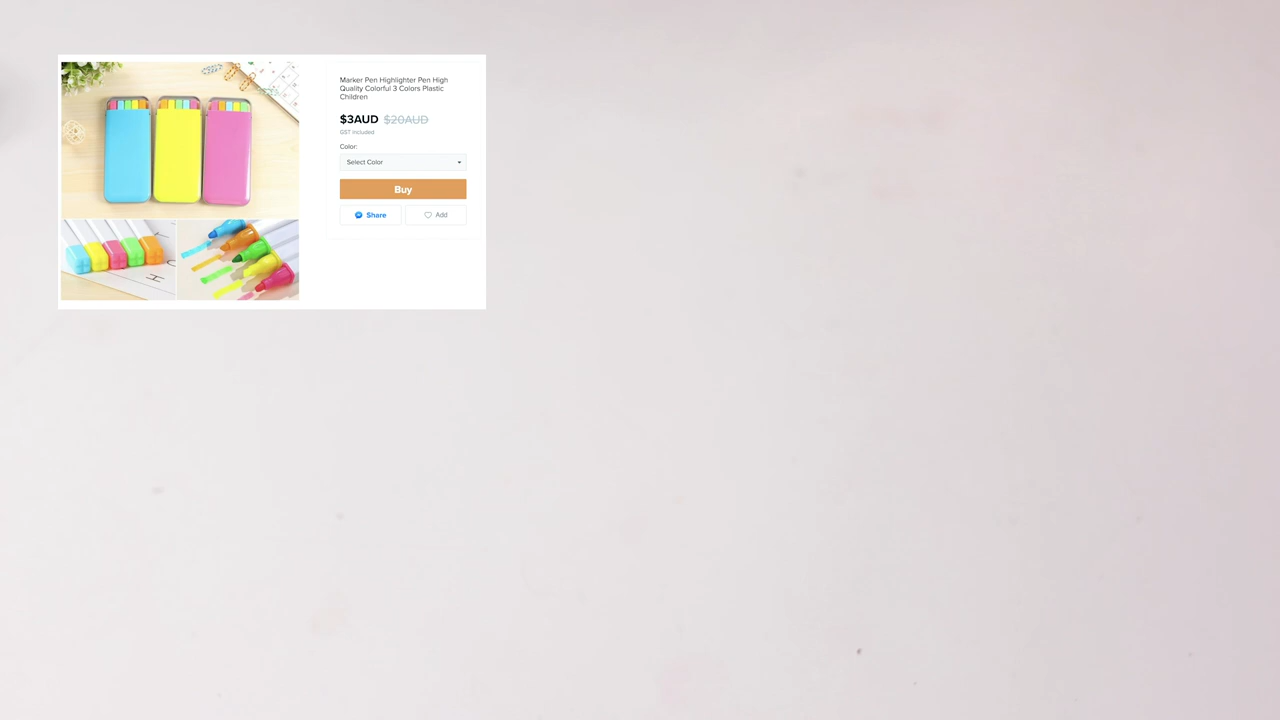 Marker Pen Highlighter Pen High
Quality Colorful 3 Colors Plastic
Children
$3AUD $20AUD
GST Included
Color:
Select Color
Buy
Share
Add
H